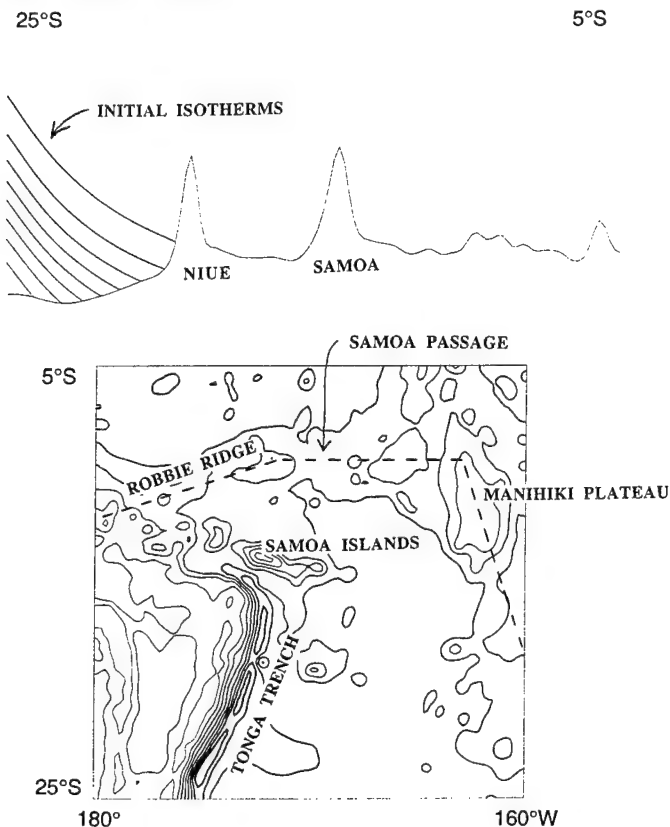 25°S 5°S
INITIAL ISOTHERMS
NIUE SAMOA
SAMOA PASSAGE
5°S
ROBBIE RIDGE
MANIHIKI PLATEAU
SAMOA ISLANDS
TONGA TRENCH
25°S
180° 160°W